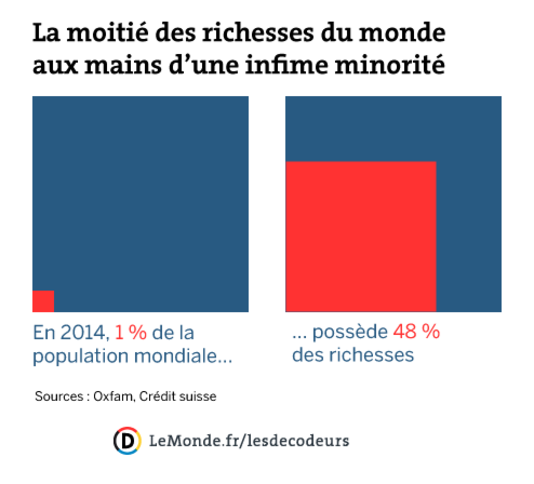 La moitié des richesses du monde
aux mains d’une infime minorité
En 2014, 1 % de la
population mondiale...
... possède 48 %
des richesses
Sources : Oxfam, Crédit suisse
D LeMonde.fr/lesdecodeurs